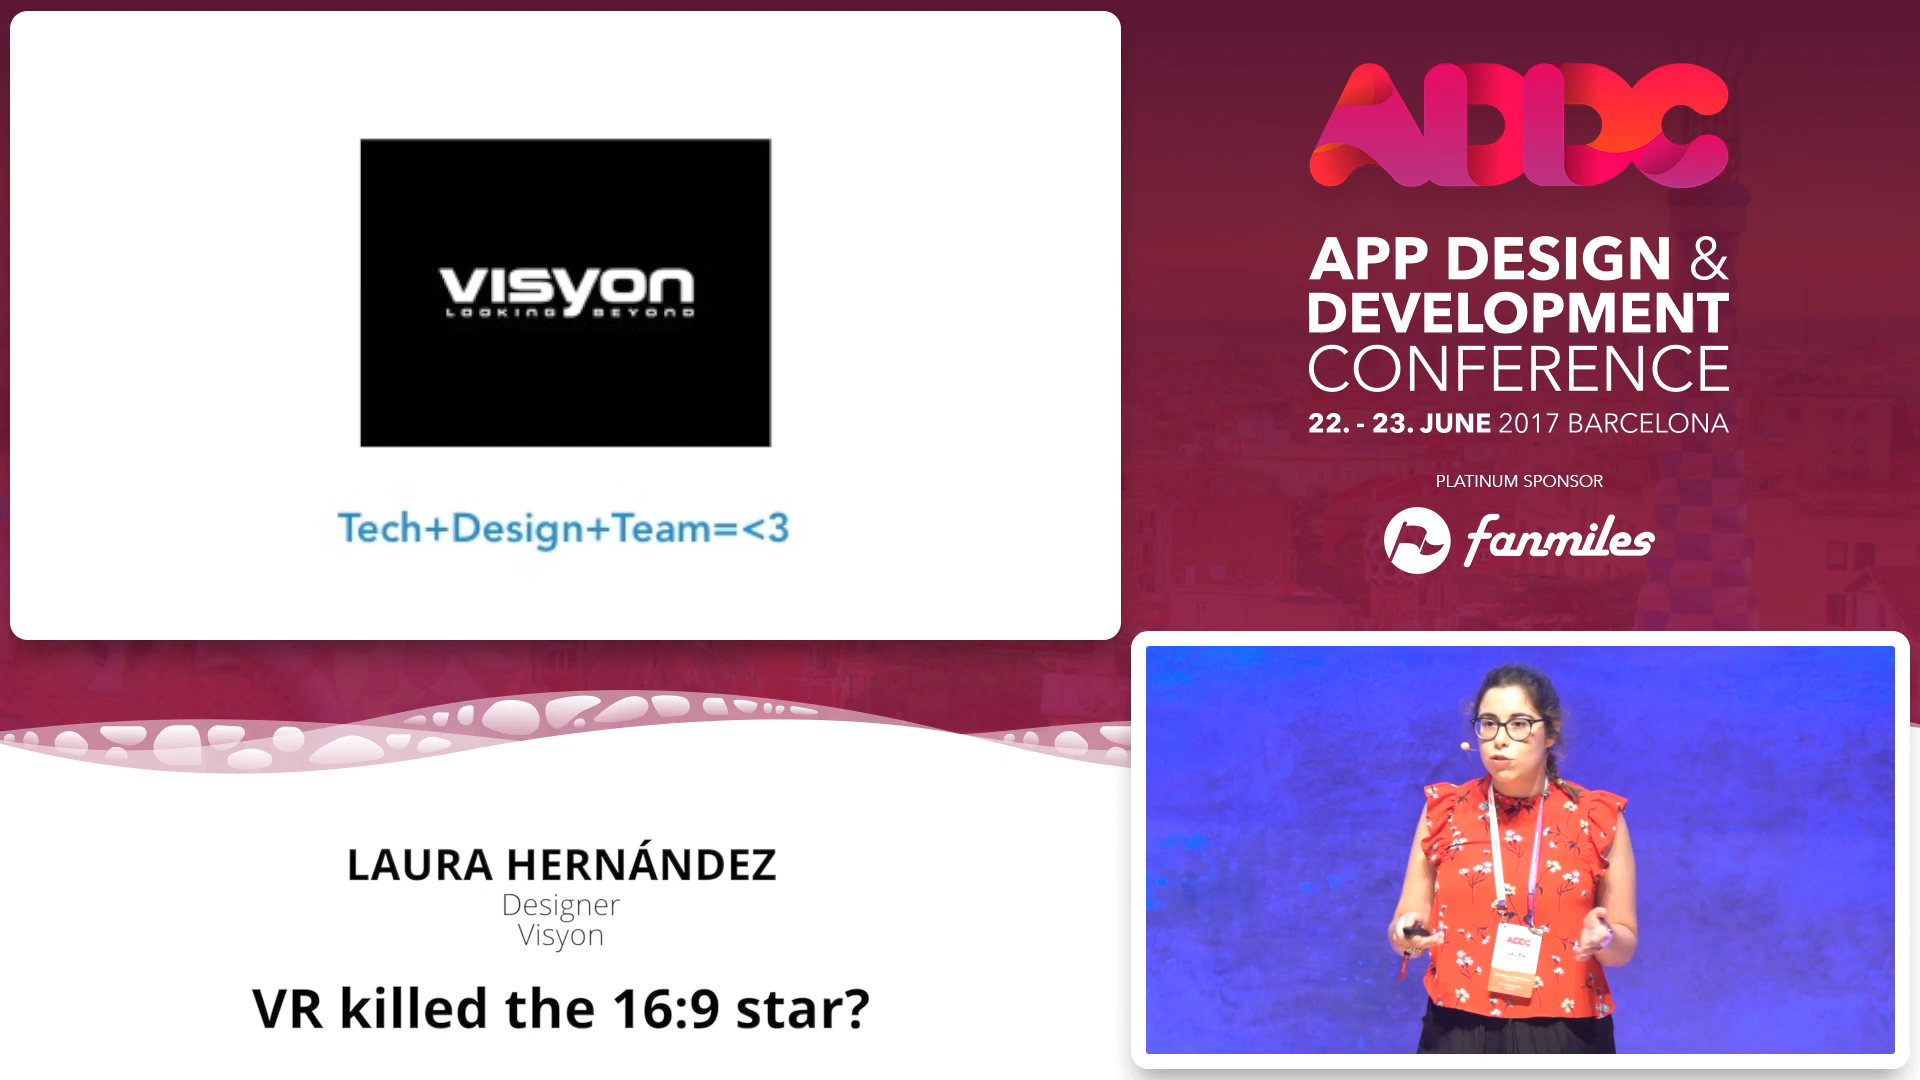 VISYON
LOOKING BEYOND
Tech+Design+Team=<3
LAURA HERNÁNDEZ
Designer
Visyon
VR killed the 16:9 star?
ADDC
APP DESIGN &
DEVELOPMENT
CONFERENCE
22. - 23. JUNE 2017 BARCELONA
PLATINUM SPONSOR
fanmiles
ADDC